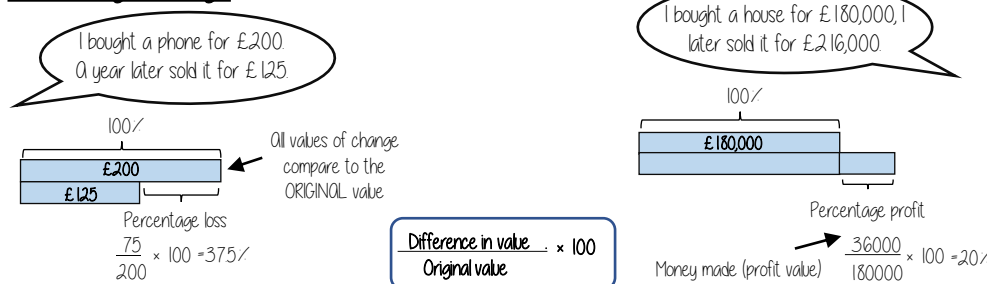 I bought a phone for £200.
A year later sold it for £125.
100%
£200
£125
All values of change
compare to the
ORIGINAL value
Percentage loss
75
200
× 100 =37.5%
Difference in value
Original value
× 100
I bought a house for £180,000, I
later sold it for £216,000.
100%
£180,000
Percentage profit
Money made (profit value)
36000
180000
× 100 =20%